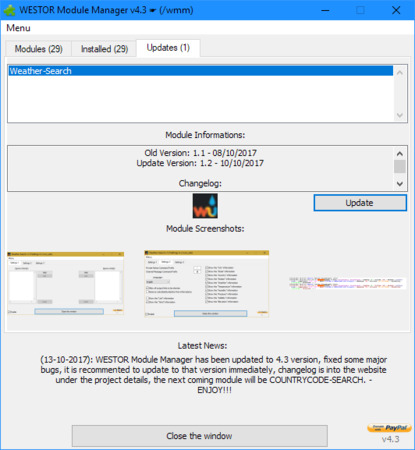 WESTOR Module Manager v4.3 ☛ (/wmm)
Menu
Modules (29) Installed (29) Updates (1)
Weather-Search
Module Informations:
Old Version: 1.1 - 08/10/2017
Update Version: 1.2 - 10/10/2017
Changelog:
Update
Module Screenshots:
Latest News:
(13-10-2017): WESTOR Module Manager has been updated to 4.3 version, fixed some major
bugs, it is recommented to update to that version immediately, changelog is into the website
under the project details, the next coming module will be COUNTRYCODE-SEARCH. -
ENJOY!!!
Close the window
PayPal
v4.3